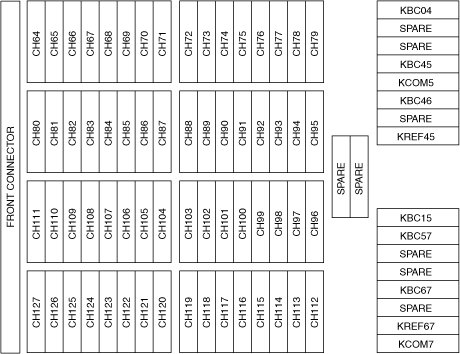 FRONT CONNECTOR
CH64
CH65
CH66
CH67
CH68
CH69
CH70
CH71
CH72
CH73
CH74
CH75
CH76
CH77
CH78
CH79
CH80
CH81
CH82
CH83
CH84
CH85
CH86
CH87
CH88
CH89
CH90
CH91
CH92
CH93
CH94
CH95
CH111
CH110
CH109
CH108
CH107
CH106
CH105
CH104
CH103
CH102
CH101
CH100
CH99
CH98
CH97
CH96
CH127
CH126
CH125
CH124
CH123
CH122
CH121
CH120
CH119
CH118
CH117
CH116
CH115
CH114
CH113
CH112
SPARE
SPARE
KBC04
SPARE
SPARE
KBC45
KCOM5
KBC46
SPARE
KREF45
KBC15
KBC57
SPARE
SPARE
KBC67
SPARE
KREF67
KCOM7